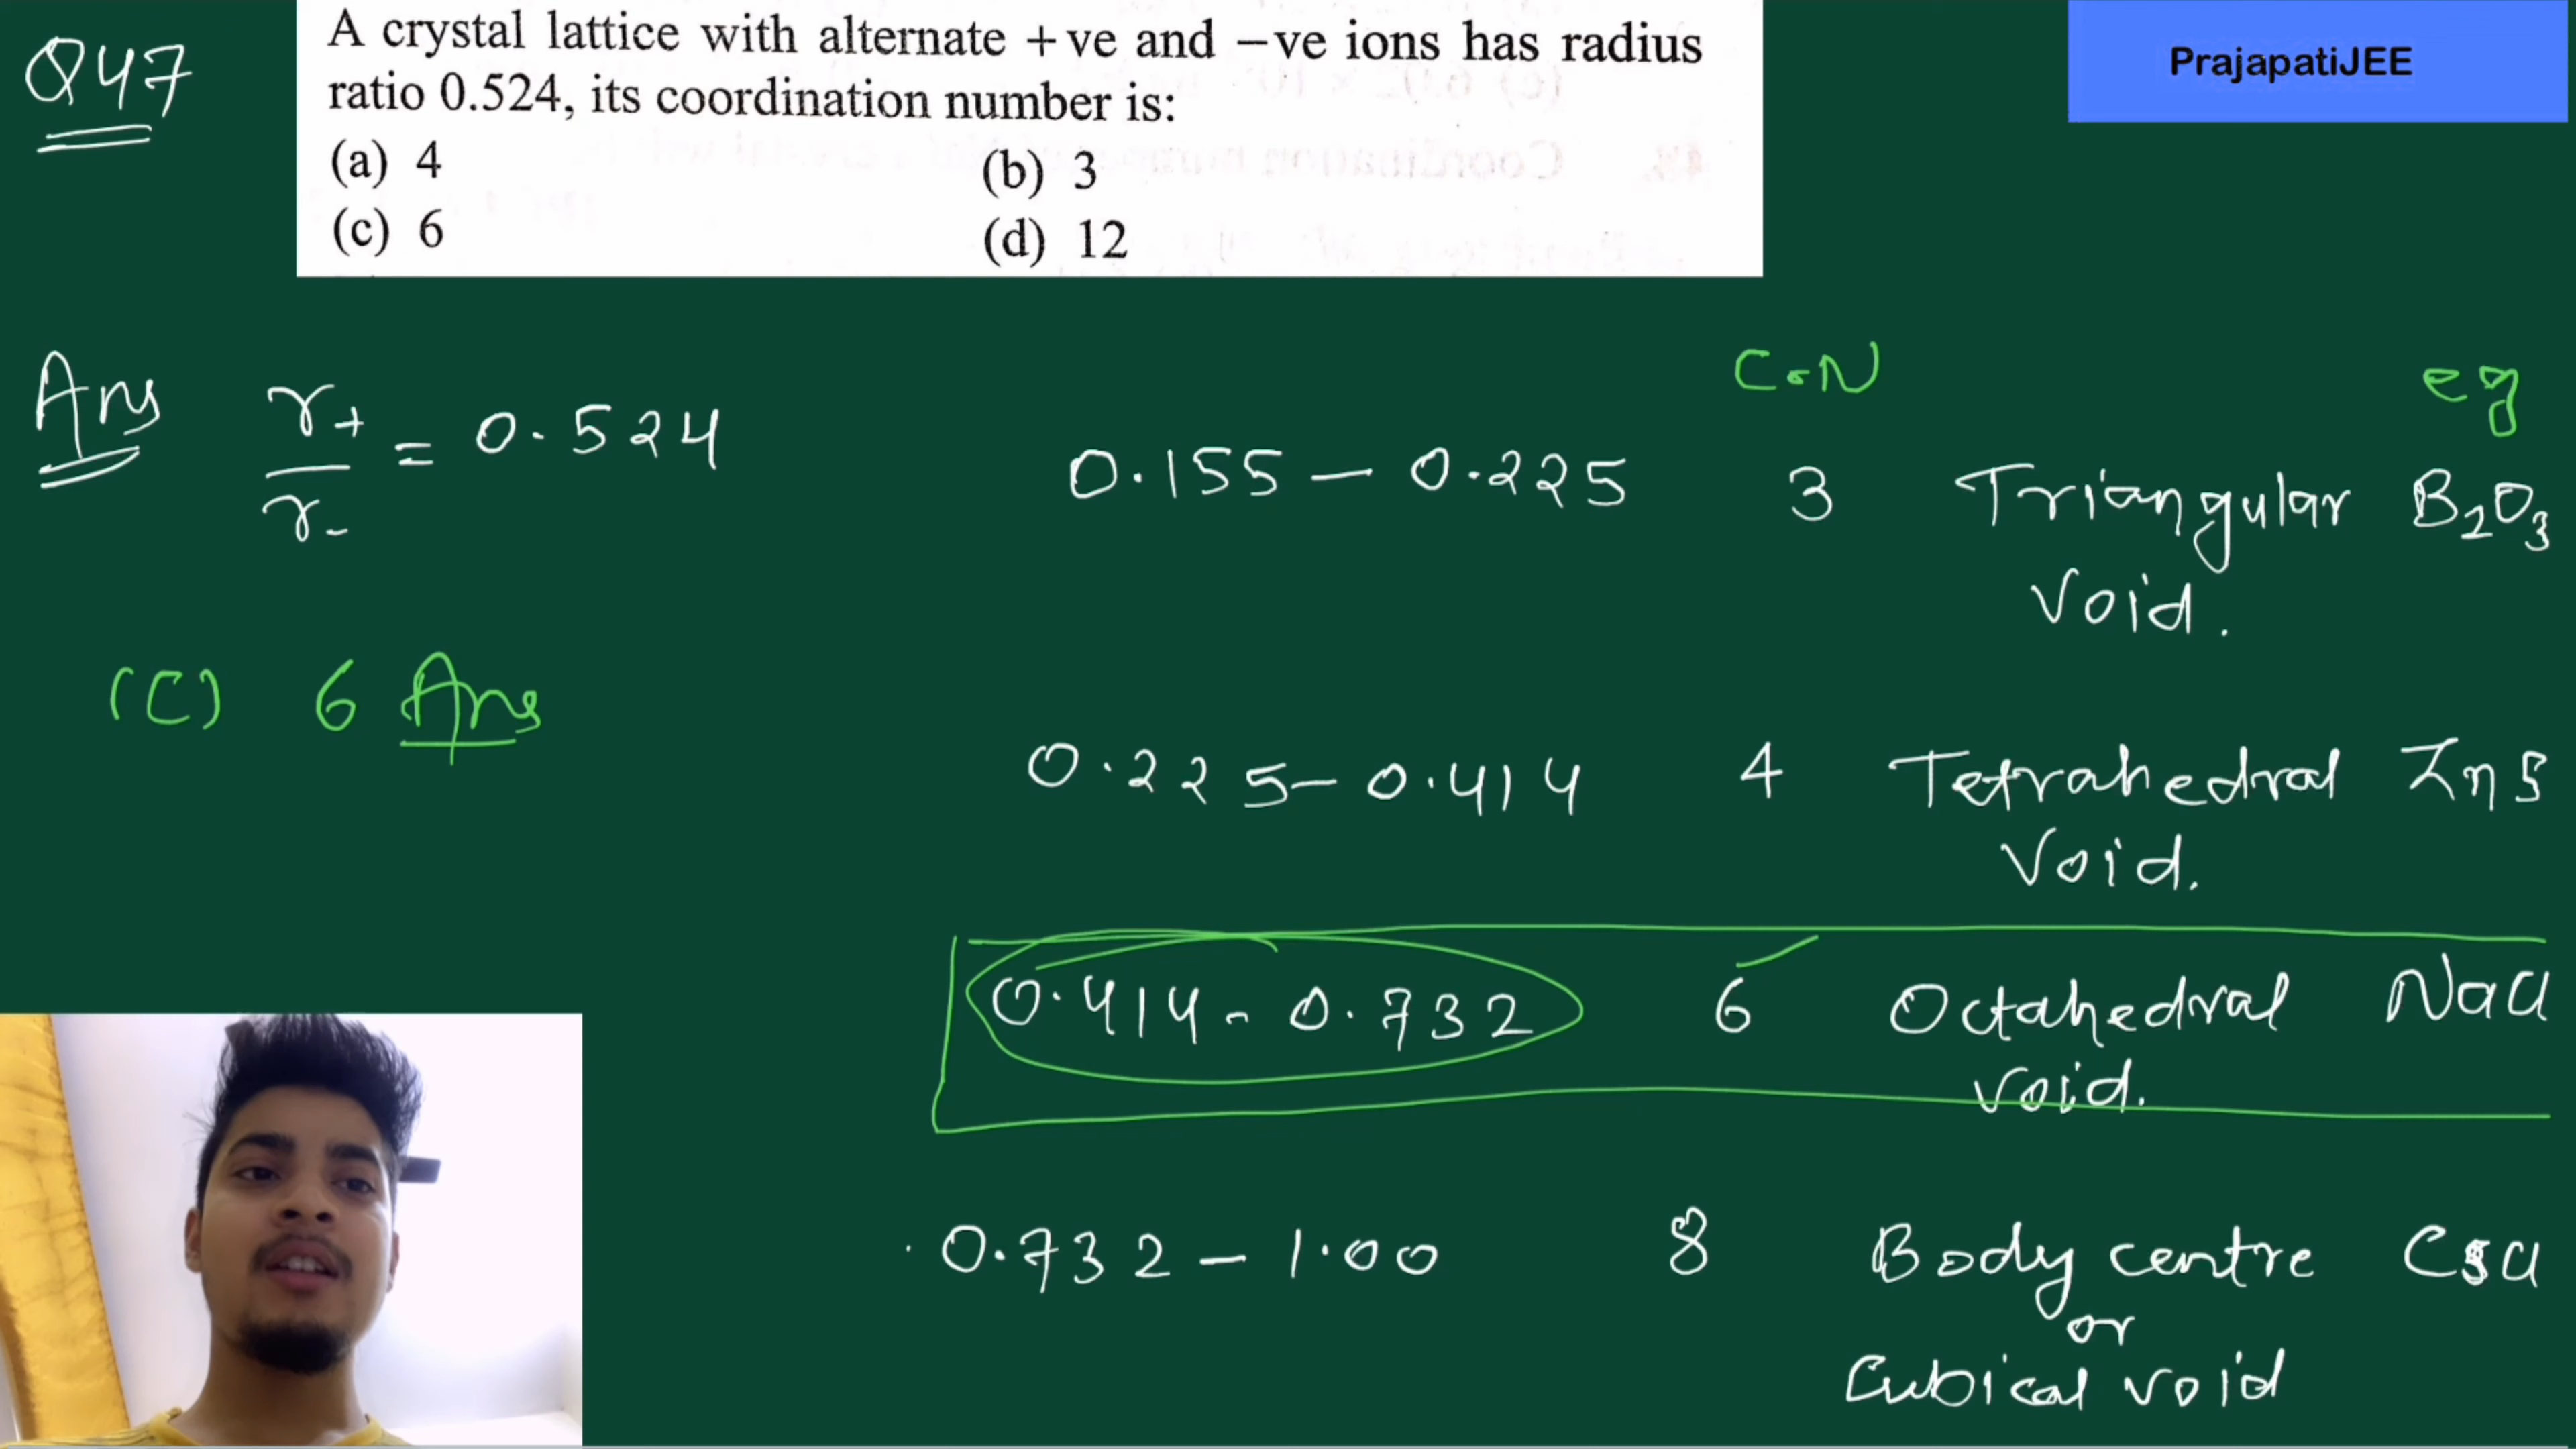 Q47
A crystal lattice with alternate +ve and −ve ions has radius
ratio 0.524, its coordination number is:
(a) 4 (b) 3
(c) 6 (d) 12
PrajapatiJEE
C.N eg
Ans r+/r- = 0.524
0.155 – 0.225 3 Triangular B2O3
Void.
(C) 6 Ans
0.225 – 0.414 4 Tetrahedral ZnS
Void.
0.414 - 0.732 6 Octahedral NaCl
Void.
0.732 – 1.00 8 Body centre CsCl
or
Cubical void